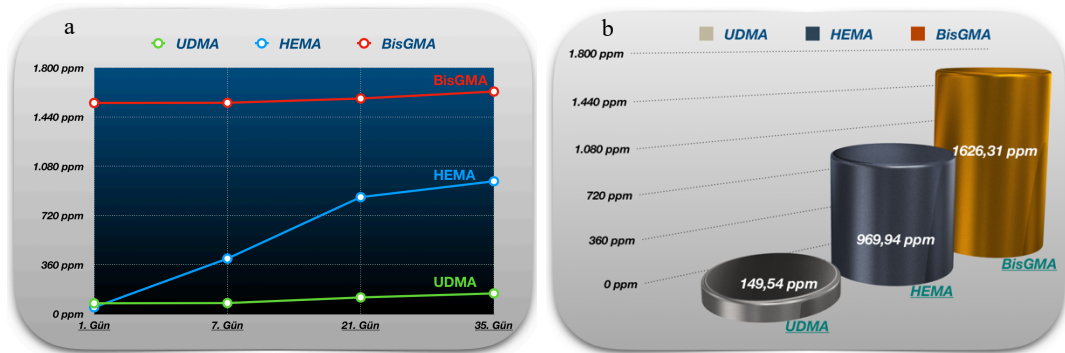 a
UDMA HEMA BisGMA
1.800 ppm
1.440 ppm
1.080 ppm
720 ppm
360 ppm
0 ppm
BisGMA
HEMA
UDMA
1. Gün 7. Gün 21. Gün 35. Gün
b
UDMA HEMA BisGMA
1.800 ppm
1.440 ppm
1.080 ppm
720 ppm
360 ppm
0 ppm
1626,31 ppm
969,94 ppm
149,54 ppm
BisGMA
HEMA
UDMA